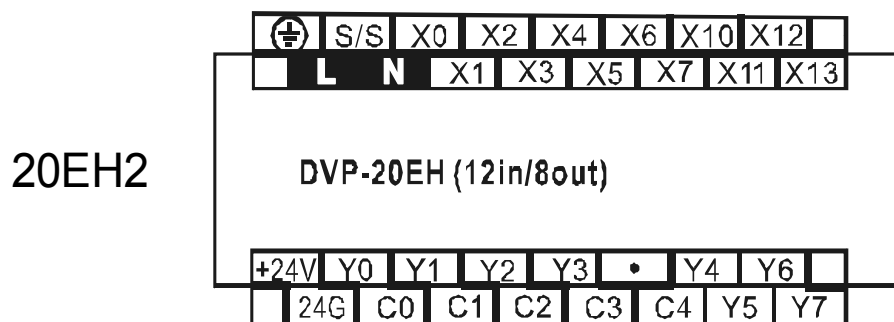 S/S X0 X2 X4 X6 X10 X12
L N X1 X3 X5 X7 X11 X13
20EH2
DVP-20EH (12in/8out)
+24V Y0 Y1 Y2 Y3 • Y4 Y6
24G C0 C1 C2 C3 C4 Y5 Y7